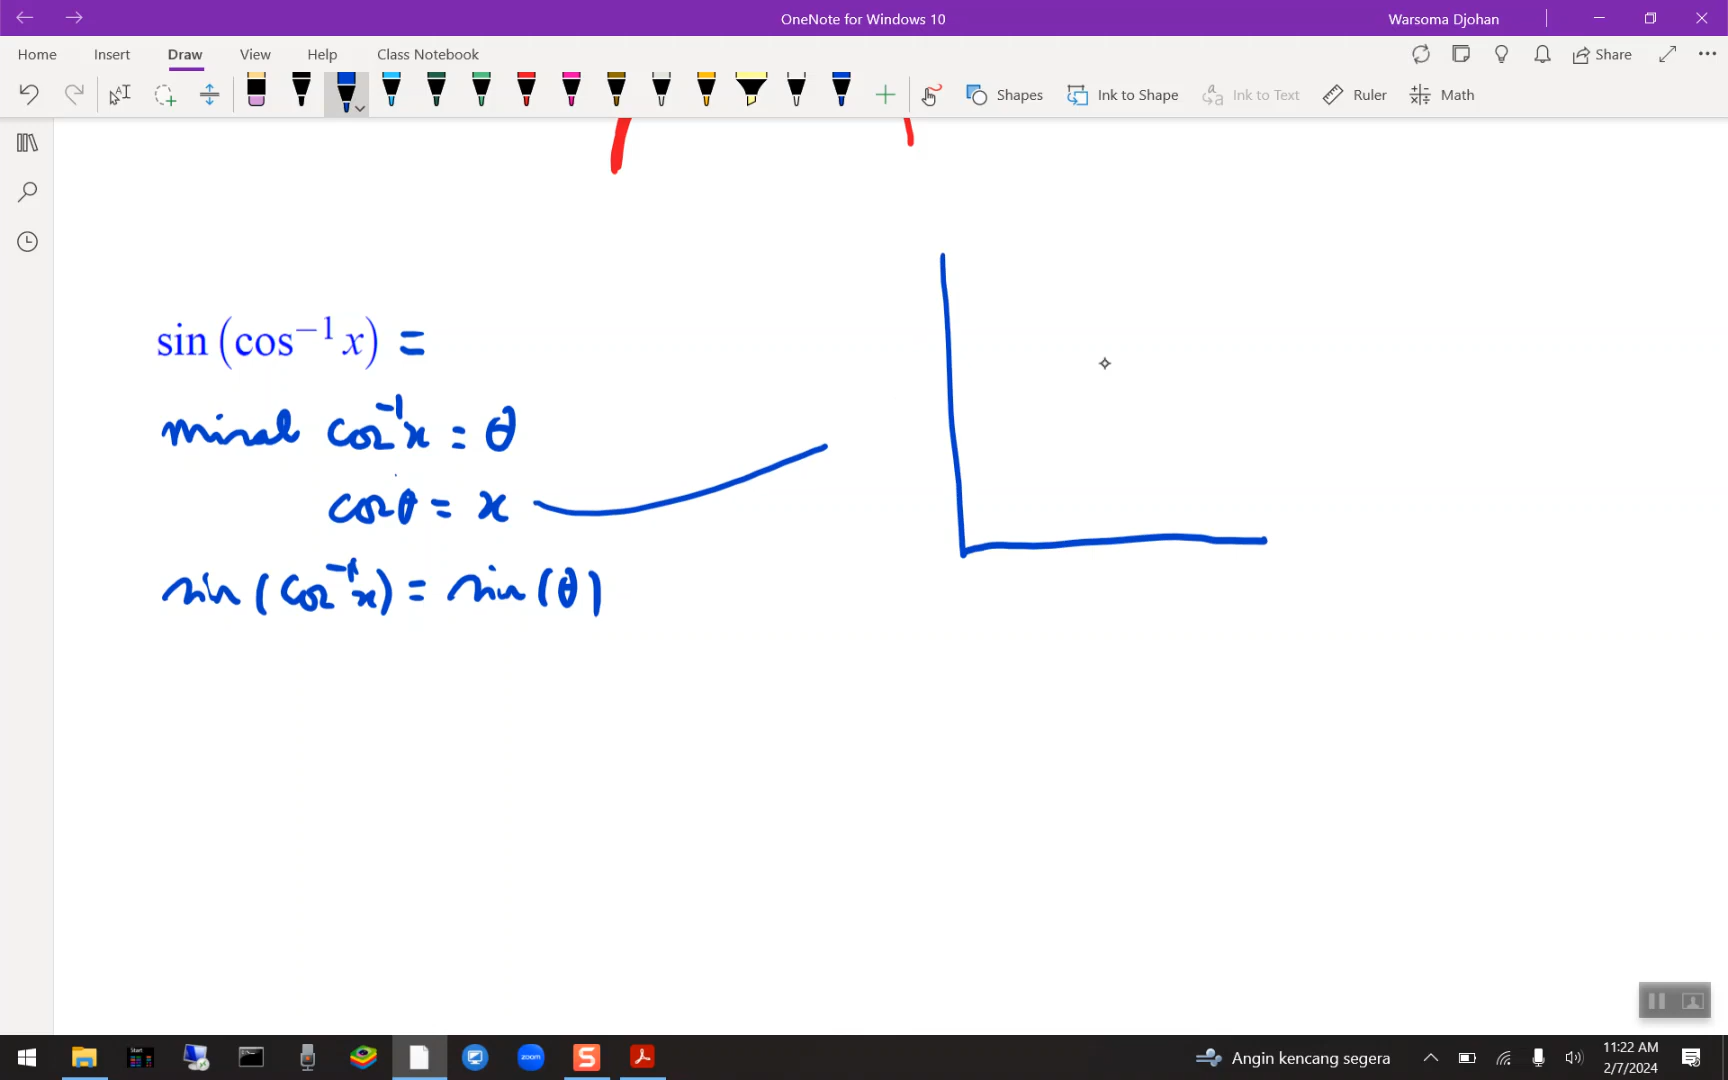 OneNote for Windows 10
Warsoma Djohan
Home Insert Draw View Help Class Notebook
Share
Shapes Ink to Shape Ink to Text Ruler Math
sin (cos⁻¹ x) =
misal cos⁻¹x = θ
cos θ = x
sin (cos⁻¹x) = sin (θ)
Start
zoom
S
Angin kencang segera
11:22 AM
2/7/2024